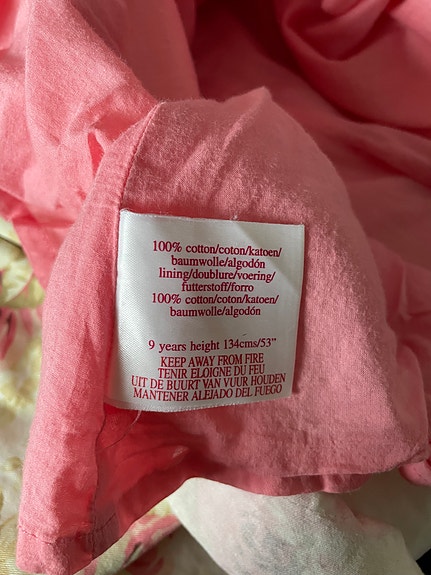 100% cotton/coton/katoen/
baumwolle/algodón
lining/doublure/voering/
futterstoff/forro
100% cotton/coton/katoen/
baumwolle/algodón
9 years height 134cms/53"
KEEP AWAY FROM FIRE
TENIR ELOIGNE DU FEU
UIT DE BUURT VAN VUUR HOUDEN
MANTENER ALEJADO DEL FUEGO